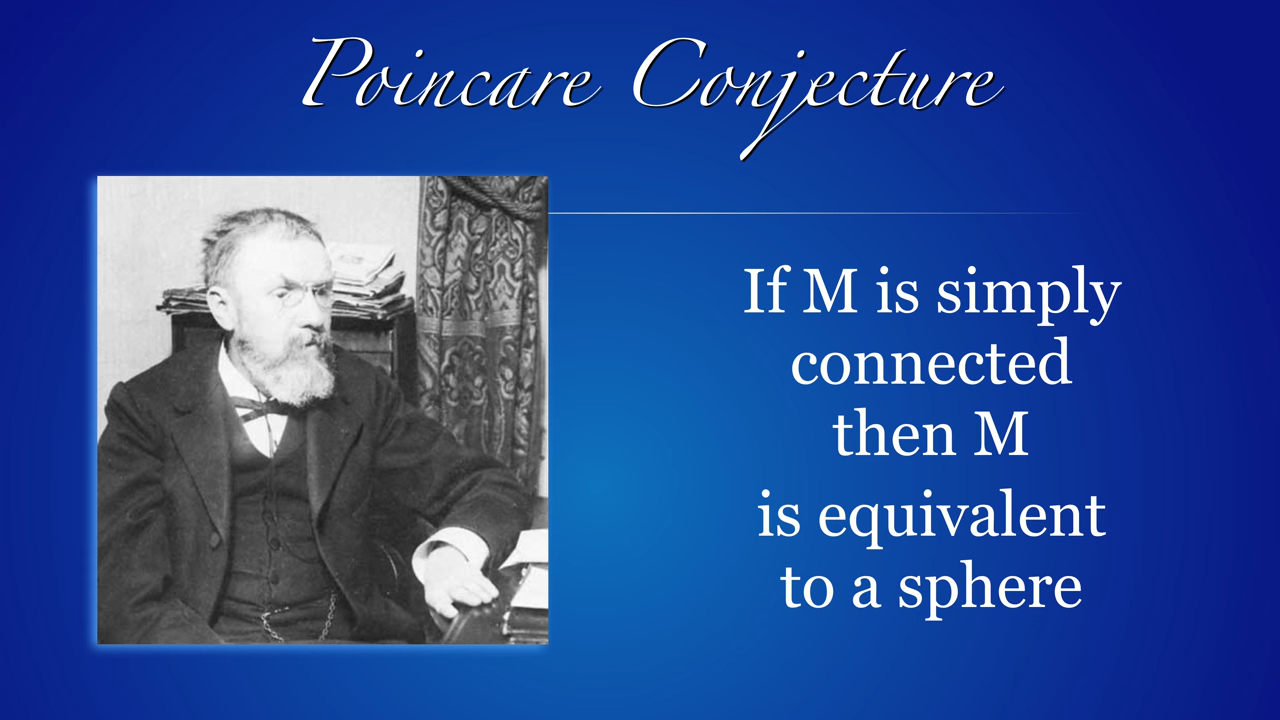 Poincare Conjecture
If M is simply
connected
then M
is equivalent
to a sphere